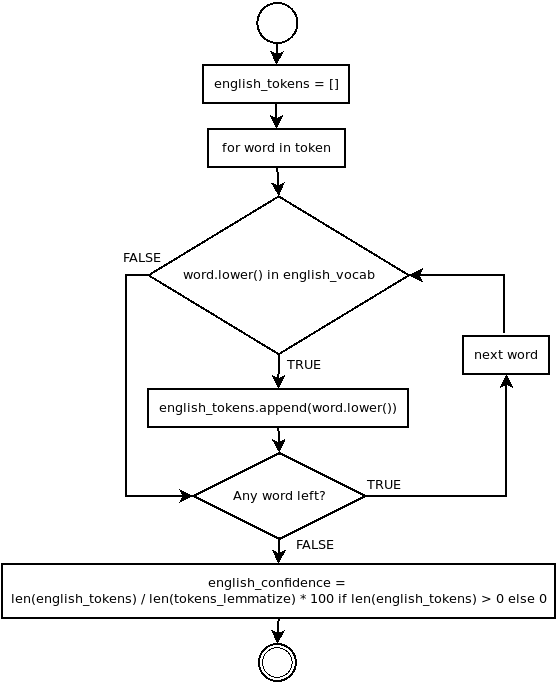 english_tokens = []
for word in token
FALSE
word.lower() in english_vocab
next word
TRUE
english_tokens.append(word.lower())
TRUE
Any word left?
FALSE
english_confidence =
len(english_tokens) / len(tokens_lemmatize) * 100 if len(english_tokens) > 0 else 0